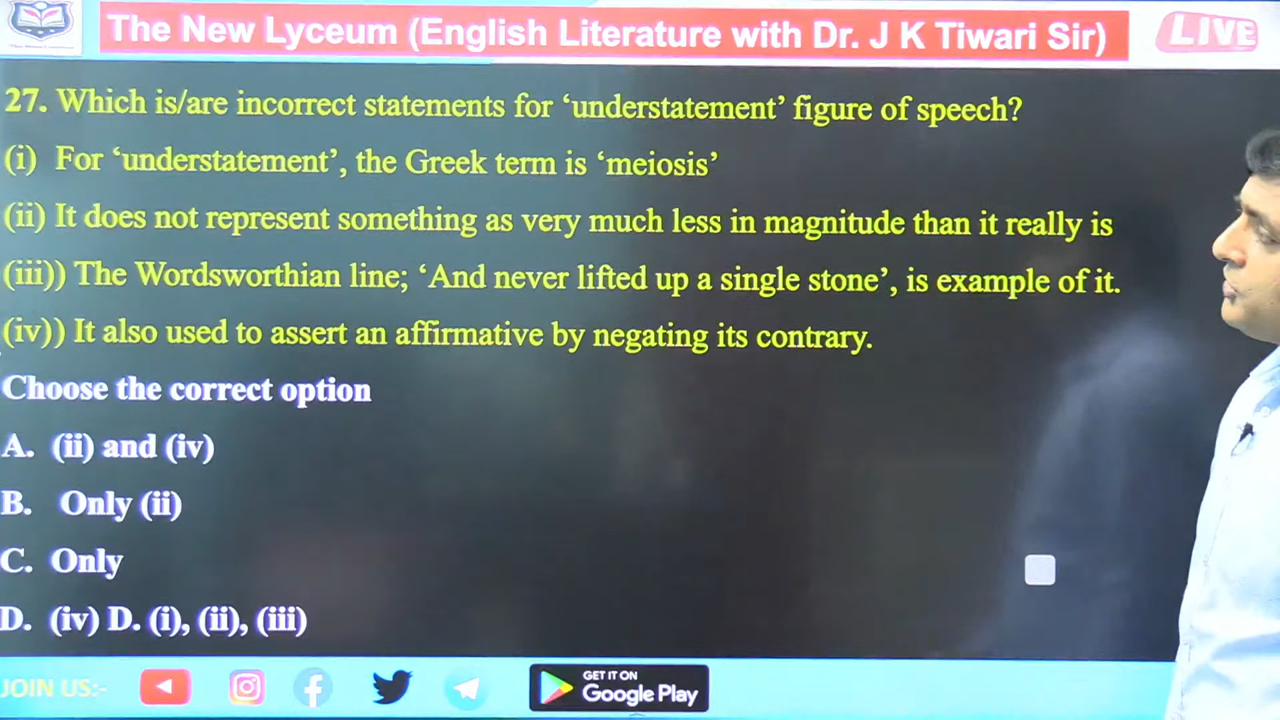 The New Lyceum (English Literature with Dr. J K Tiwari Sir)
LIVE
27. Which is/are incorrect statements for ‘understatement’ figure of speech?
(i) For ‘understatement’, the Greek term is ‘meiosis’
(ii) It does not represent something as very much less in magnitude than it really is
(iii)) The Wordsworthian line; ‘And never lifted up a single stone’, is example of it.
(iv)) It also used to assert an affirmative by negating its contrary.
Choose the correct option
A. (ii) and (iv)
B. Only (ii)
C. Only
D. (iv) D. (i), (ii), (iii)
JOIN US:-
GET IT ON
Google Play